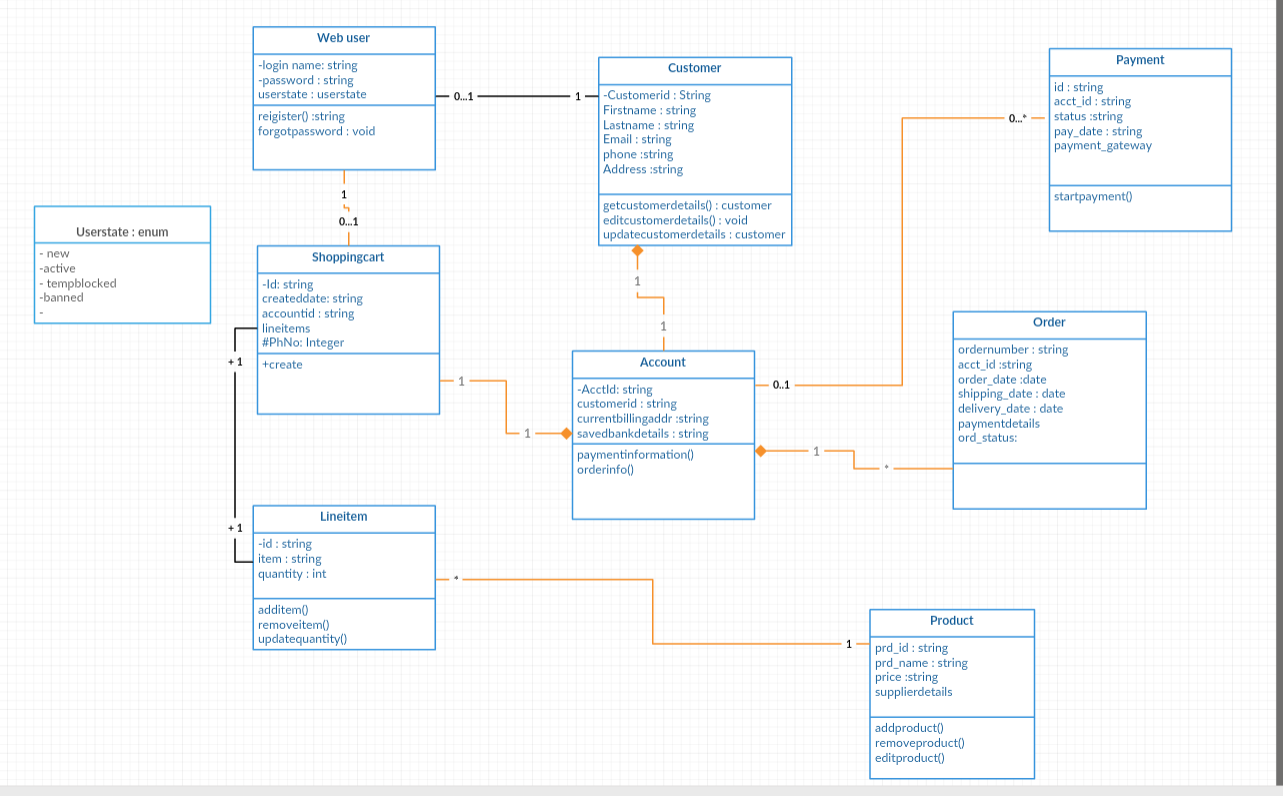 Web user
-login name: string
-password : string
userstate : userstate
reigister() :string
forgotpassword : void
0...1
1
Customer
-Customerid : String
Firstname : string
Lastname : string
Email : string
phone :string
Address :string
getcustomerdetails() : customer
editcustomerdetails() : void
updatecustomerdetails : customer
Payment
id : string
acct_id : string
status :string
pay_date : string
payment_gateway
startpayment()
0...*
1
0...1
Userstate : enum
- new
-active
- tempblocked
-banned
-
Shoppingcart
-Id: string
createddate: string
accountid : string
lineitems
#PhNo: Integer
+create
1
1
+ 1
+ 1
1
1
Account
-AcctId: string
customerid : string
currentbillingaddr :string
savedbankdetails : string
paymentinformation()
orderinfo()
0..1
1
*
Order
ordernumber : string
acct_id :string
order_date :date
shipping_date : date
delivery_date : date
paymentdetails
ord_status:
Lineitem
-id : string
item : string
quantity : int
additem()
removeitem()
updatequantity()
*
1
Product
prd_id : string
prd_name : string
price :string
supplierdetails
addproduct()
removeproduct()
editproduct()